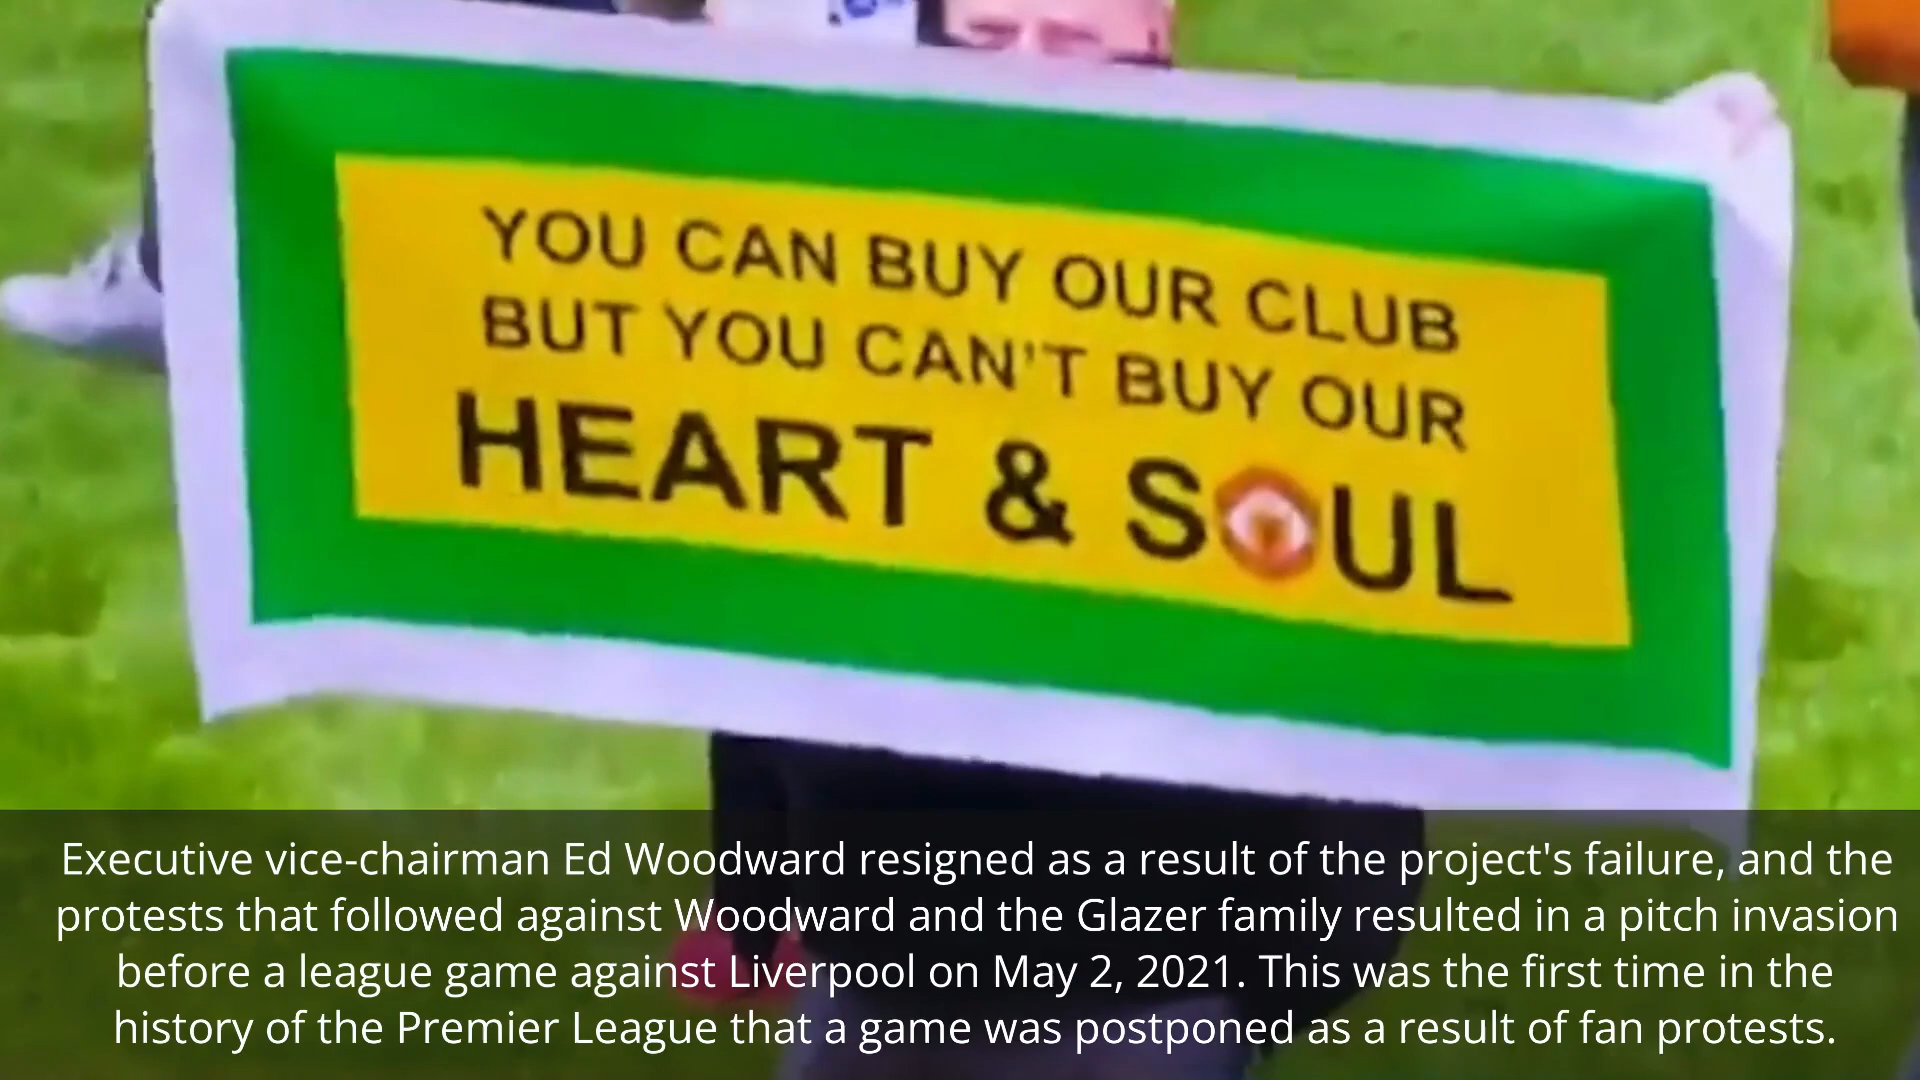 YOU CAN BUY OUR CLUB
BUT YOU CAN'T BUY OUR
HEART & SOUL
Executive vice-chairman Ed Woodward resigned as a result of the project's failure, and the
protests that followed against Woodward and the Glazer family resulted in a pitch invasion
before a league game against Liverpool on May 2, 2021. This was the first time in the
history of the Premier League that a game was postponed as a result of fan protests.